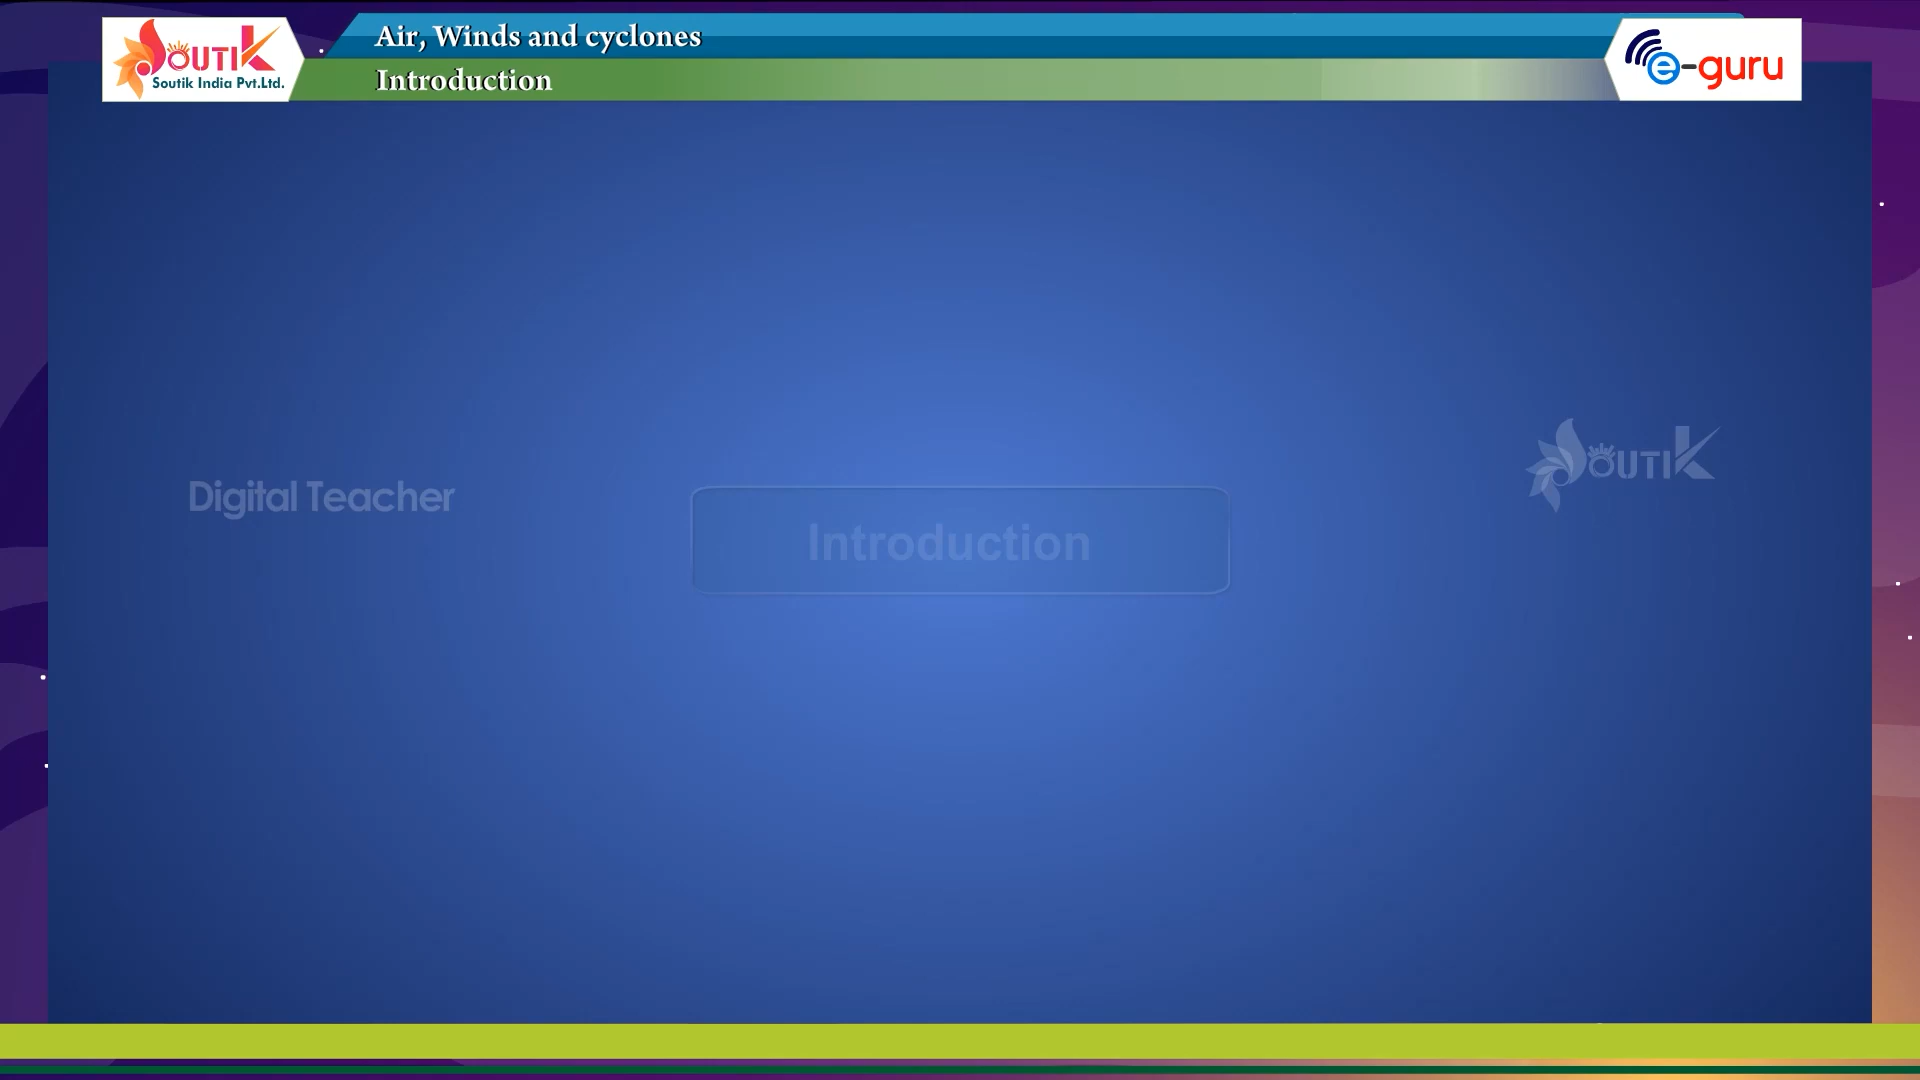 SOUTIK
Soutik India Pvt.Ltd.
Air, Winds and cyclones
Introduction
e-guru
Digital Teacher
SOUTIK
Introduction